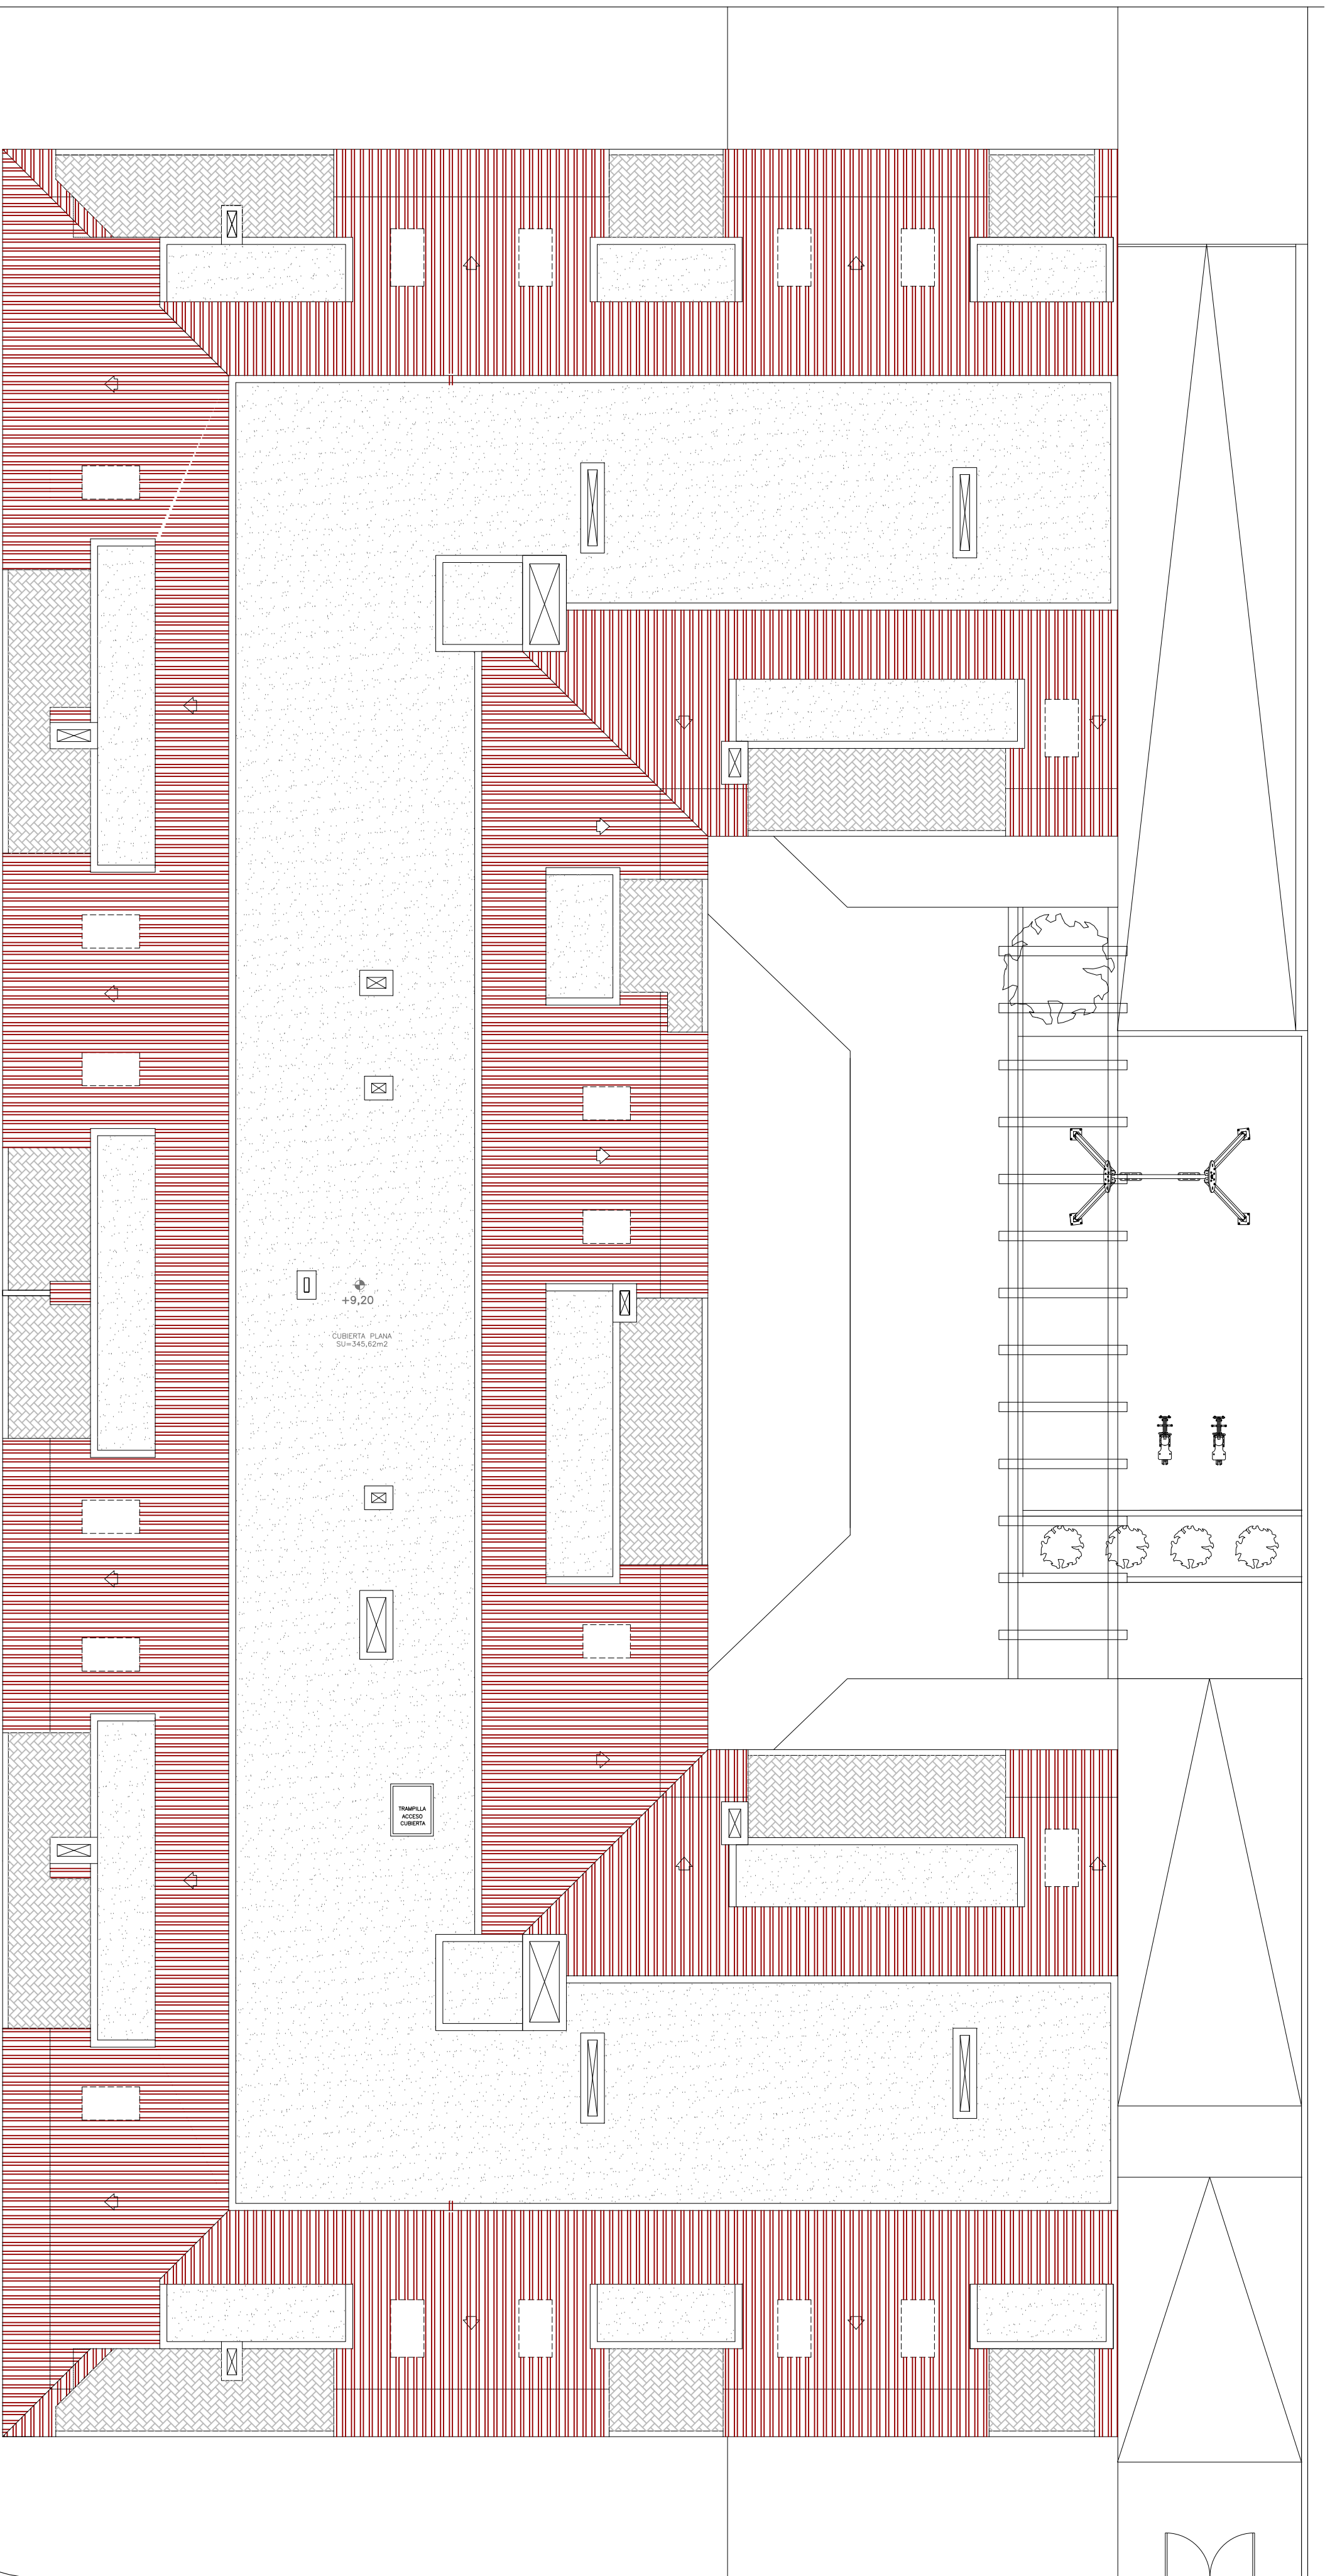 +9,20
CUBIERTA PLANA
SU=345,62m2
TRAMPILLA
ACCESO
CUBIERTA